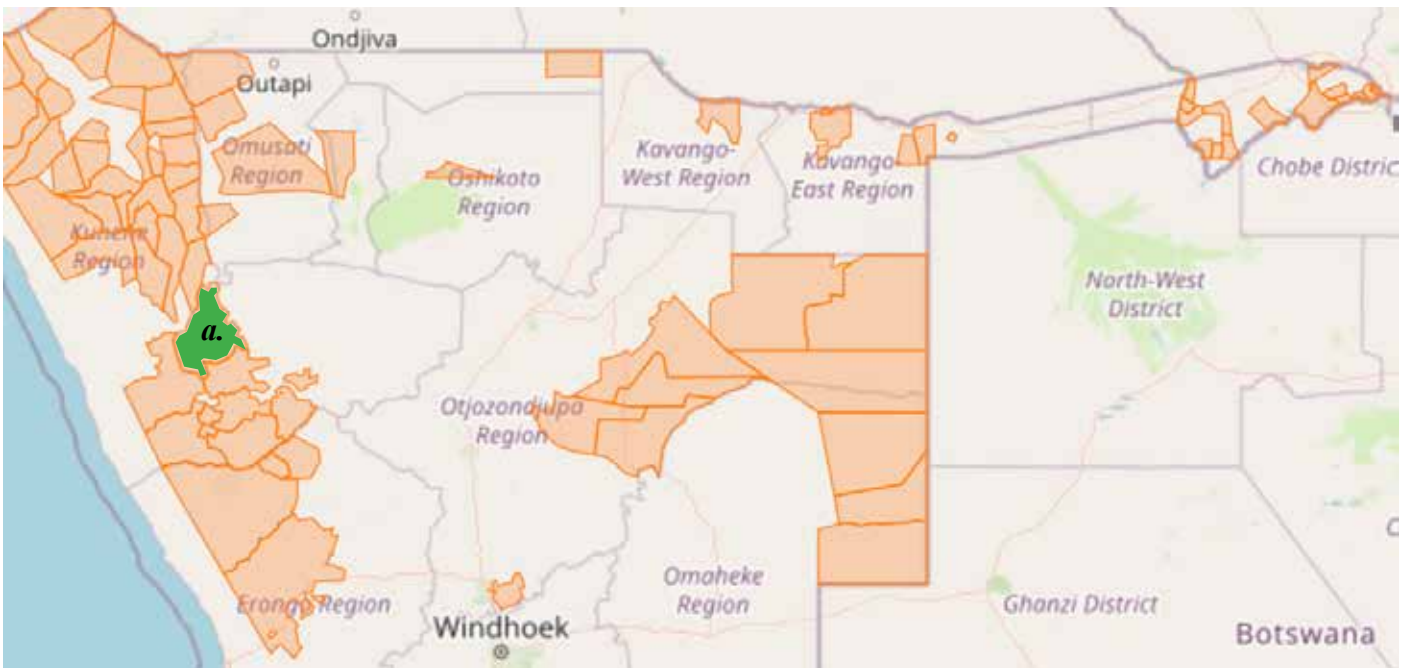 Ondjiva
Outapi
Omusati
Region
Oshikoto
Region
Kavango-
West Region
Kavango-
East Region
Chobe Distric
Kunene
Region
North-West
District
a.
Otjozondjupa
Region
Omaheke
Region
Erongo Region
Ghanzi District
Windhoek
Botswana
C